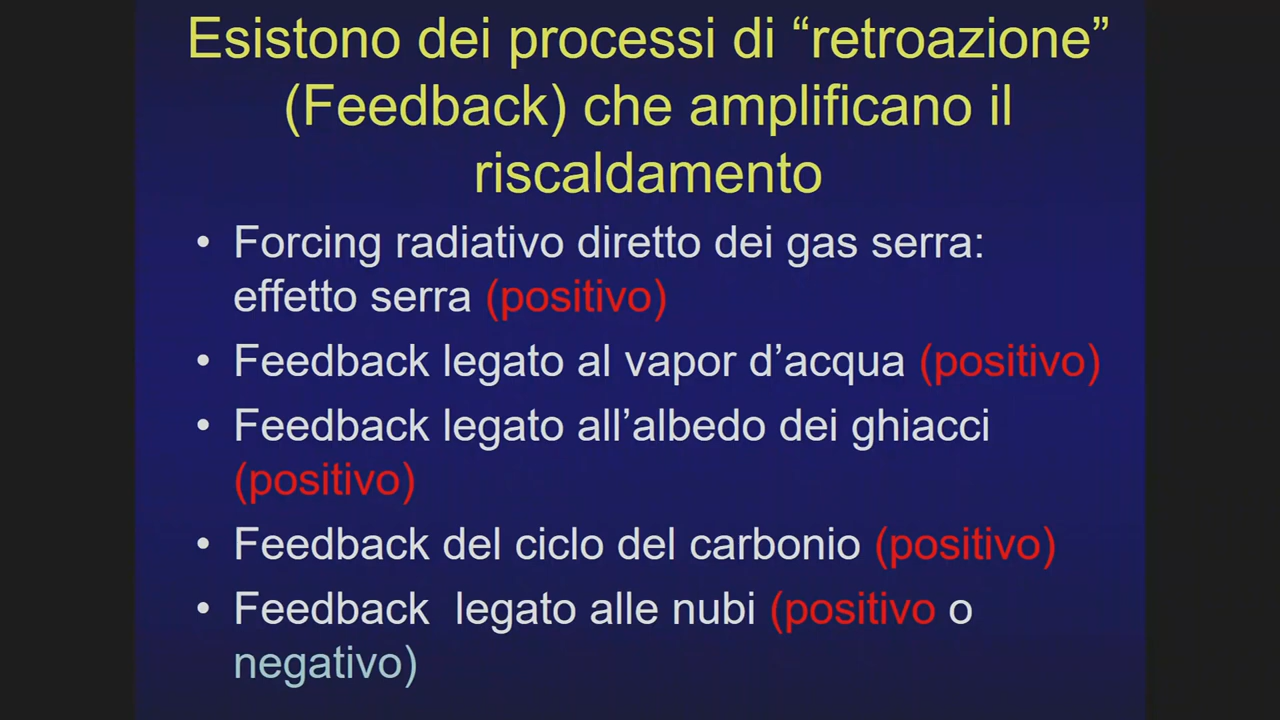 Esistono dei processi di “retroazione”
(Feedback) che amplificano il
riscaldamento
• Forcing radiativo diretto dei gas serra:
effetto serra (positivo)
• Feedback legato al vapor d’acqua (positivo)
• Feedback legato all’albedo dei ghiacci
(positivo)
• Feedback del ciclo del carbonio (positivo)
• Feedback  legato alle nubi (positivo o
negativo)